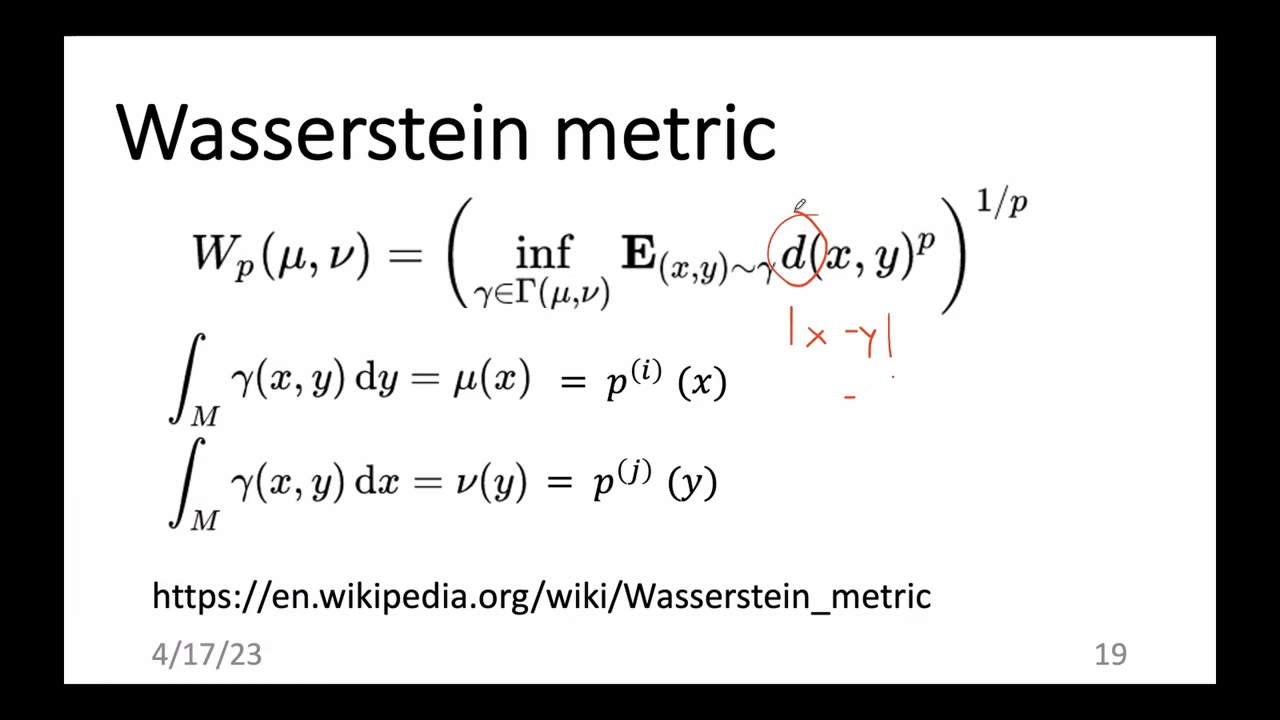 Wasserstein metric
W_p(μ, ν) = ( inf_{γ∈Γ(μ,ν)} E_{(x,y)∼γ} d(x, y)^p )^{1/p}
|x -y|
∫_M γ(x, y) dy = μ(x) = p^{(i)} (x)
∫_M γ(x, y) dx = ν(y) = p^{(j)} (y)
https://en.wikipedia.org/wiki/Wasserstein_metric
4/17/23 19